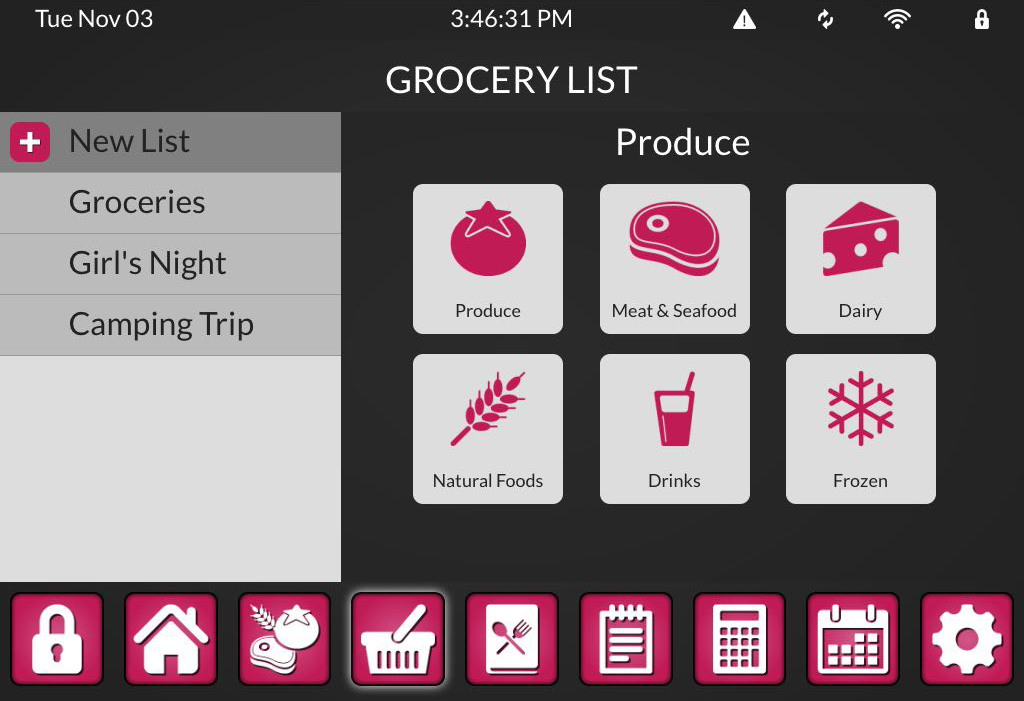 Tue Nov 03
3:46:31 PM
GROCERY LIST
New List
Groceries
Girl's Night
Camping Trip
Produce
Produce
Meat & Seafood
Dairy
Natural Foods
Drinks
Frozen